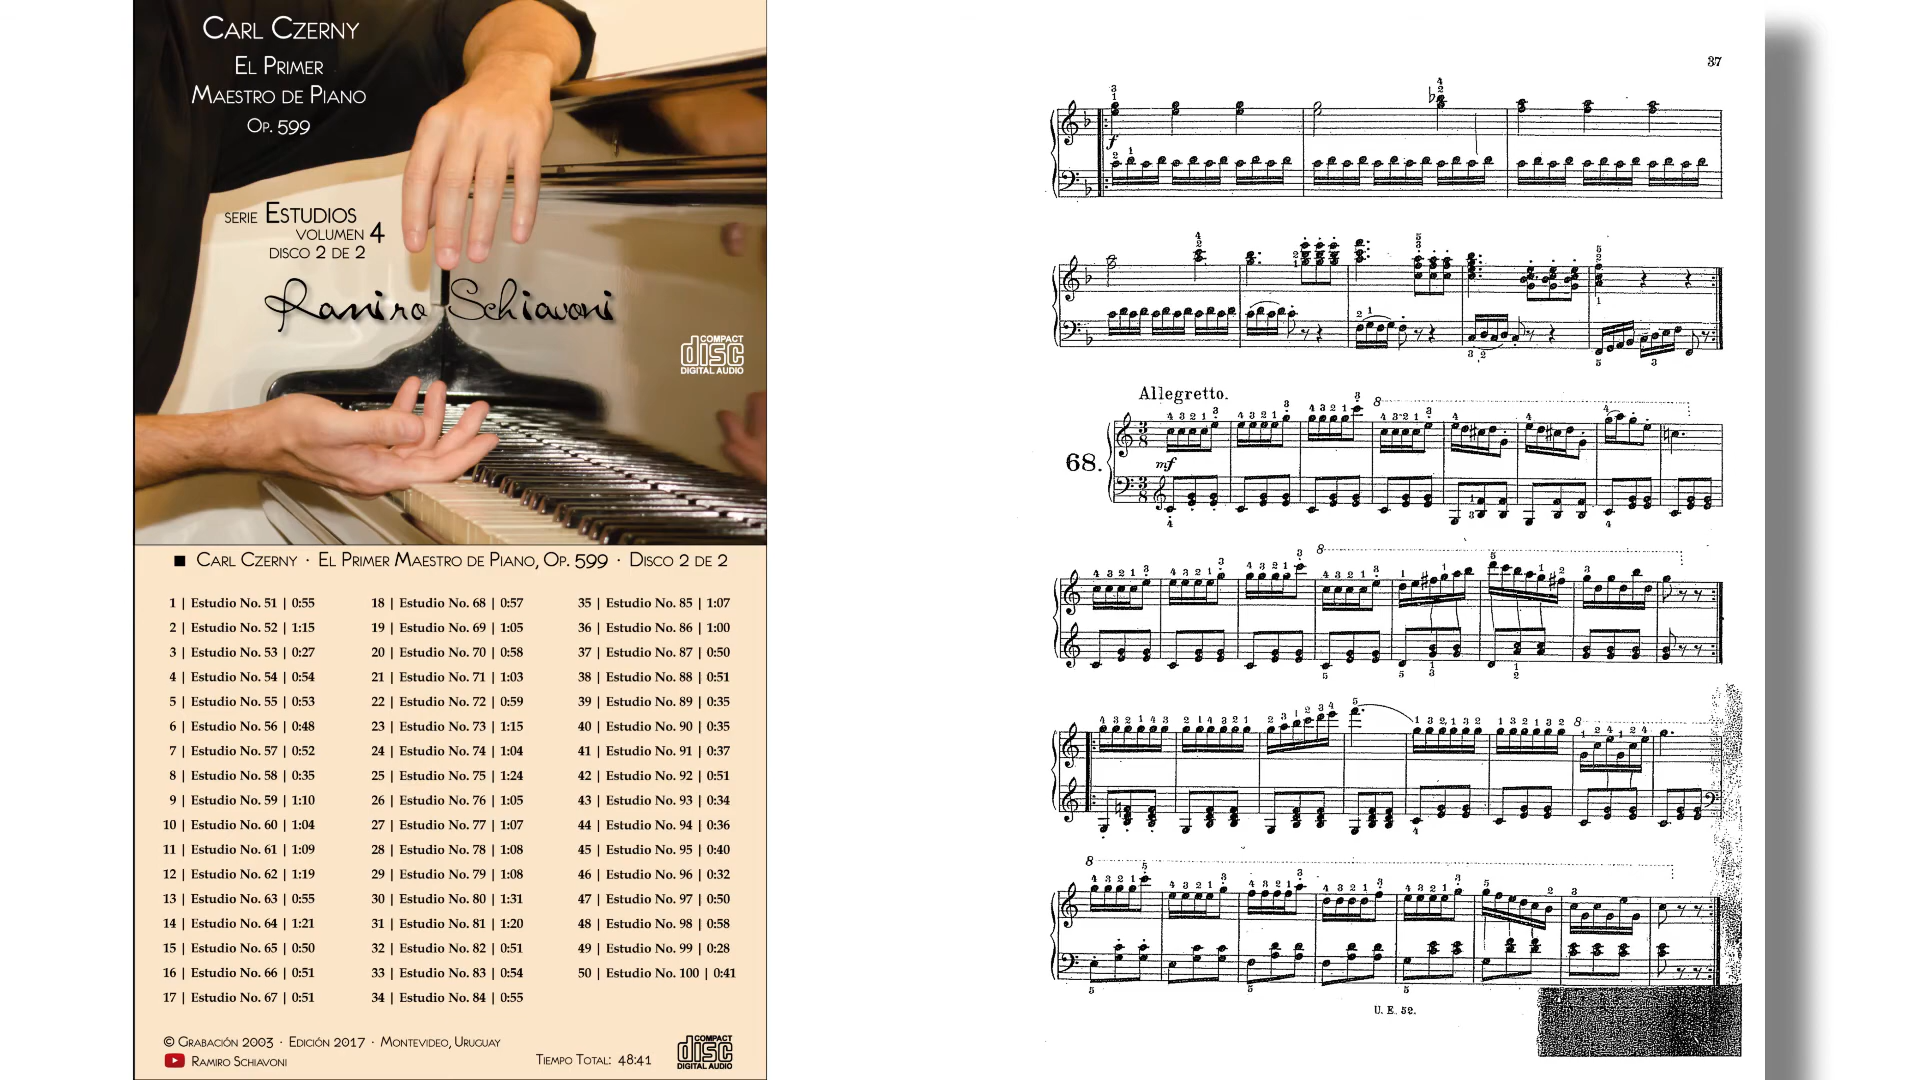 CARL CZERNY
EL PRIMER
MAESTRO DE PIANO
OP. 599
SERIE ESTUDIOS
VOLUMEN 4
DISCO 2 DE 2
Ramiro Schiavoni
COMPACT
disc
DIGITAL AUDIO
■ CARL CZERNY · EL PRIMER MAESTRO DE PIANO, OP. 599 · DISCO 2 DE 2
1 | Estudio No. 51 | 0:55
2 | Estudio No. 52 | 1:15
3 | Estudio No. 53 | 0:27
4 | Estudio No. 54 | 0:54
5 | Estudio No. 55 | 0:53
6 | Estudio No. 56 | 0:48
7 | Estudio No. 57 | 0:52
8 | Estudio No. 58 | 0:35
9 | Estudio No. 59 | 1:10
10 | Estudio No. 60 | 1:04
11 | Estudio No. 61 | 1:09
12 | Estudio No. 62 | 1:19
13 | Estudio No. 63 | 0:55
14 | Estudio No. 64 | 1:21
15 | Estudio No. 65 | 0:50
16 | Estudio No. 66 | 0:51
17 | Estudio No. 67 | 0:51
18 | Estudio No. 68 | 0:57
19 | Estudio No. 69 | 1:05
20 | Estudio No. 70 | 0:58
21 | Estudio No. 71 | 1:03
22 | Estudio No. 72 | 0:59
23 | Estudio No. 73 | 1:15
24 | Estudio No. 74 | 1:04
25 | Estudio No. 75 | 1:24
26 | Estudio No. 76 | 1:05
27 | Estudio No. 77 | 1:07
28 | Estudio No. 78 | 1:08
29 | Estudio No. 79 | 1:08
30 | Estudio No. 80 | 1:31
31 | Estudio No. 81 | 1:20
32 | Estudio No. 82 | 0:51
33 | Estudio No. 83 | 0:54
34 | Estudio No. 84 | 0:55
35 | Estudio No. 85 | 1:07
36 | Estudio No. 86 | 1:00
37 | Estudio No. 87 | 0:50
38 | Estudio No. 88 | 0:51
39 | Estudio No. 89 | 0:35
40 | Estudio No. 90 | 0:35
41 | Estudio No. 91 | 0:37
42 | Estudio No. 92 | 0:51
43 | Estudio No. 93 | 0:34
44 | Estudio No. 94 | 0:36
45 | Estudio No. 95 | 0:40
46 | Estudio No. 96 | 0:32
47 | Estudio No. 97 | 0:50
48 | Estudio No. 98 | 0:58
49 | Estudio No. 99 | 0:28
50 | Estudio No. 100 | 0:41
© GRABACIÓN 2003 · EDICIÓN 2017 · MONTEVIDEO, URUGUAY
RAMIRO SCHIAVONI
TIEMPO TOTAL: 48:41
COMPACT
disc
DIGITAL AUDIO
37
f
Allegretto.
68.
mf
U. E. 52.